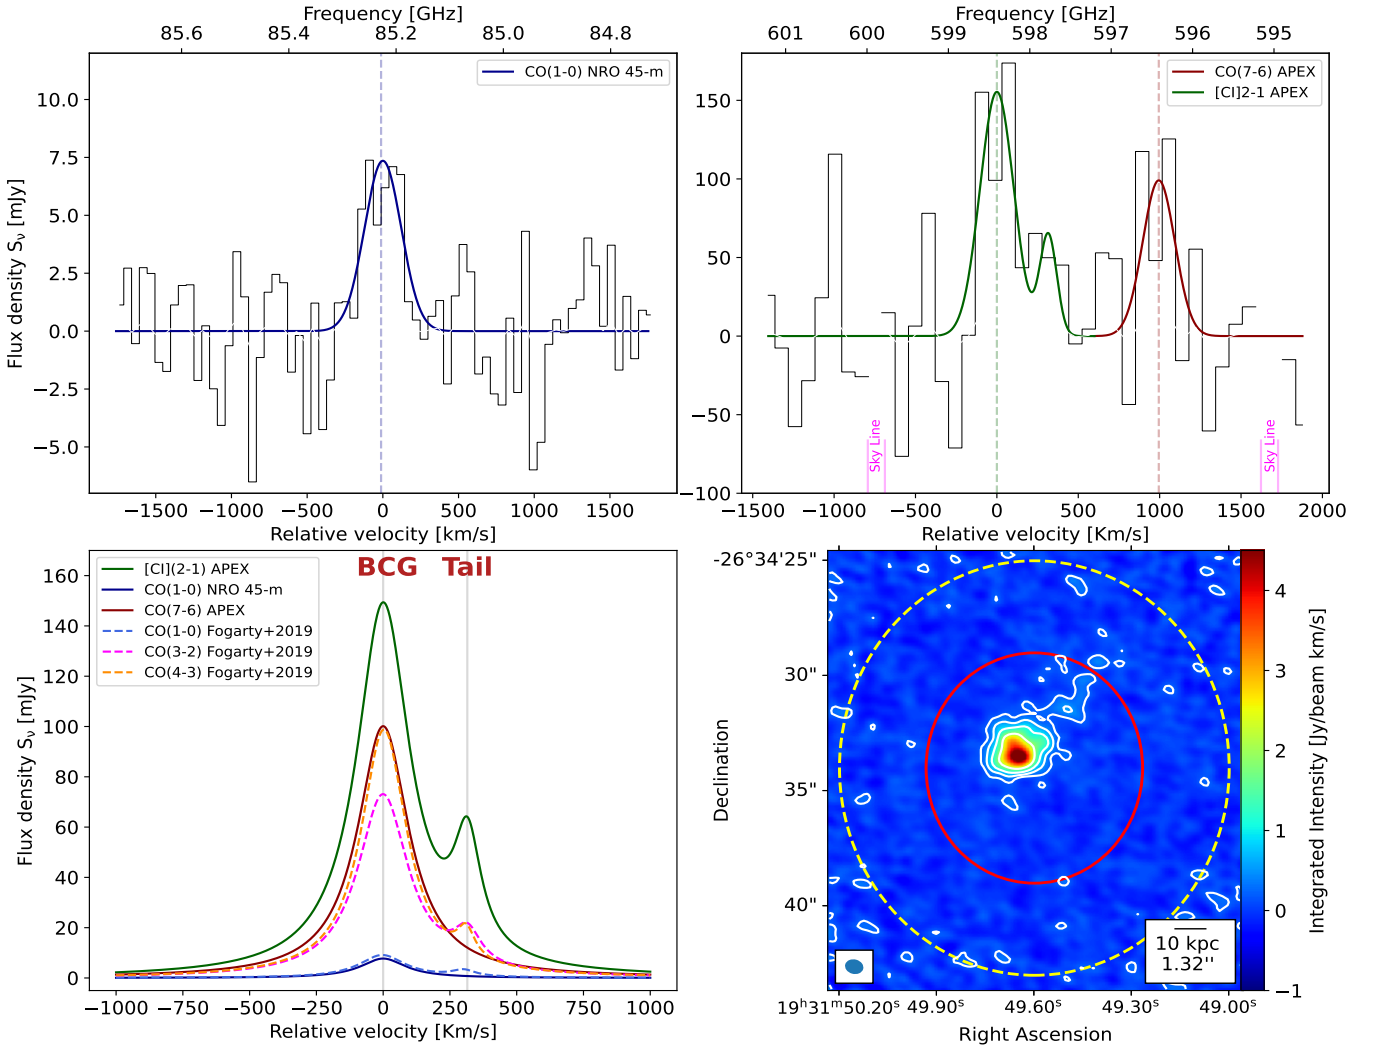 Frequency [GHz]
85.6 85.4 85.2 85.0 84.8
CO(1-0) NRO 45-m
Flux density Sν [mJy]
10.0
7.5
5.0
2.5
0.0
−2.5
−5.0
−1500 −1000 −500 0 500 1000 1500
Relative velocity [Km/s]
Frequency [GHz]
601 600 599 598 597 596 595
CO(7-6) APEX
[CI]2-1 APEX
150
100
50
0
−50
−100
Sky Line
Sky Line
−1500 −1000 −500 0 500 1000 1500 2000
Relative velocity [Km/s]
BCG Tail
[CI](2-1) APEX
CO(1-0) NRO 45-m
CO(7-6) APEX
CO(1-0) Fogarty+2019
CO(3-2) Fogarty+2019
CO(4-3) Fogarty+2019
Flux density Sν [mJy]
160
140
120
100
80
60
40
20
0
−1000 −750 −500 −250 0 250 500 750 1000
Relative velocity [Km/s]
-26°34'25"
30"
35"
40"
Declination
10 kpc
1.32''
19ʰ31ᵐ50.20ˢ 49.90ˢ 49.60ˢ 49.30ˢ 49.00ˢ
Right Ascension
4
3
2
1
0
−1
Integrated Intensity [Jy/beam km/s]